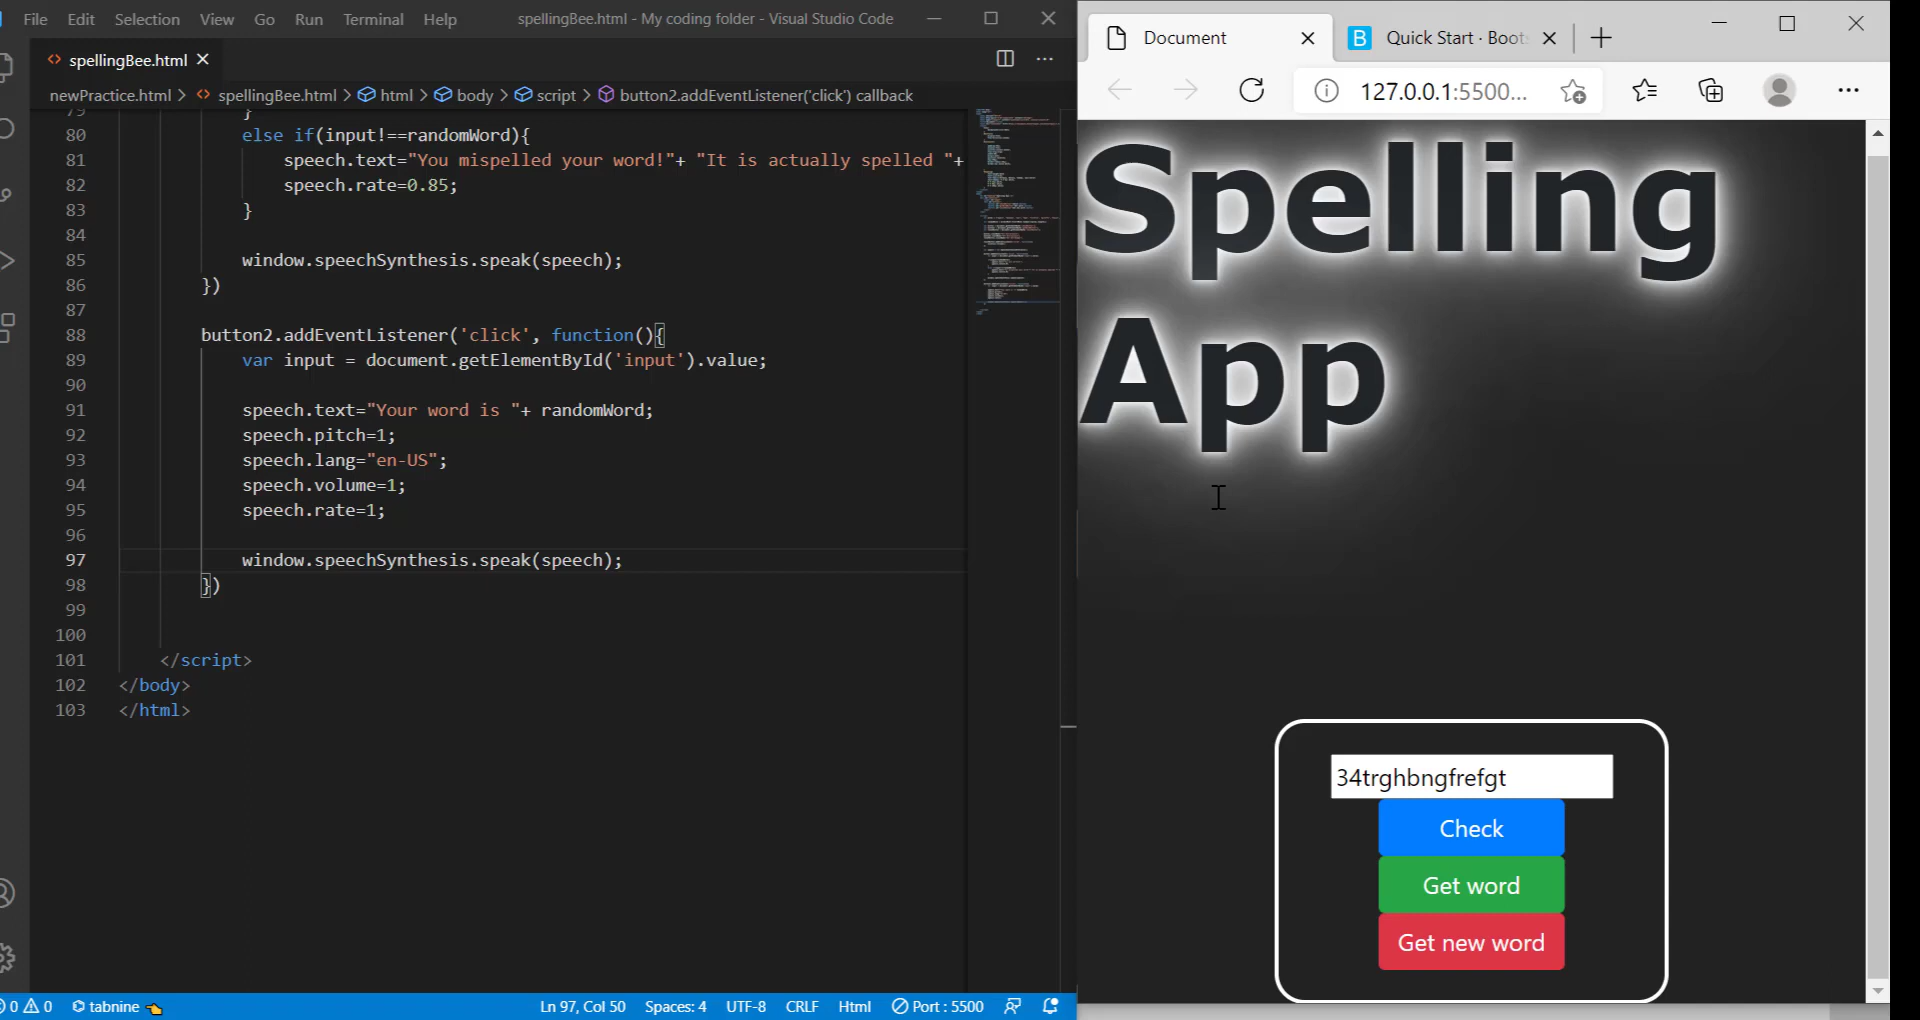 File Edit Selection View Go Run Terminal Help spellingBee.html - My coding folder - Visual Studio Code
spellingBee.html
newPractice.html > spellingBee.html > html > body > script > button2.addEventListener('click') callback
79 }
80 else if(input!==randomWord){
81 speech.text="You mispelled your word!"+ "It is actually spelled "+
82 speech.rate=0.85;
83 }
84
85 window.speechSynthesis.speak(speech);
86 })
87
88 button2.addEventListener('click', function(){
89 var input = document.getElementById('input').value;
90
91 speech.text="Your word is "+ randomWord;
92 speech.pitch=1;
93 speech.lang="en-US";
94 speech.volume=1;
95 speech.rate=1;
96
97 window.speechSynthesis.speak(speech);
98 })
99
100
101 </script>
102 </body>
103 </html>
0 0 tabnine Ln 97, Col 50 Spaces: 4 UTF-8 CRLF Html Port : 5500
Document
B Quick Start · Boots
127.0.0.1:5500...
Spelling
App
34trghbngfrefgt
Check
Get word
Get new word